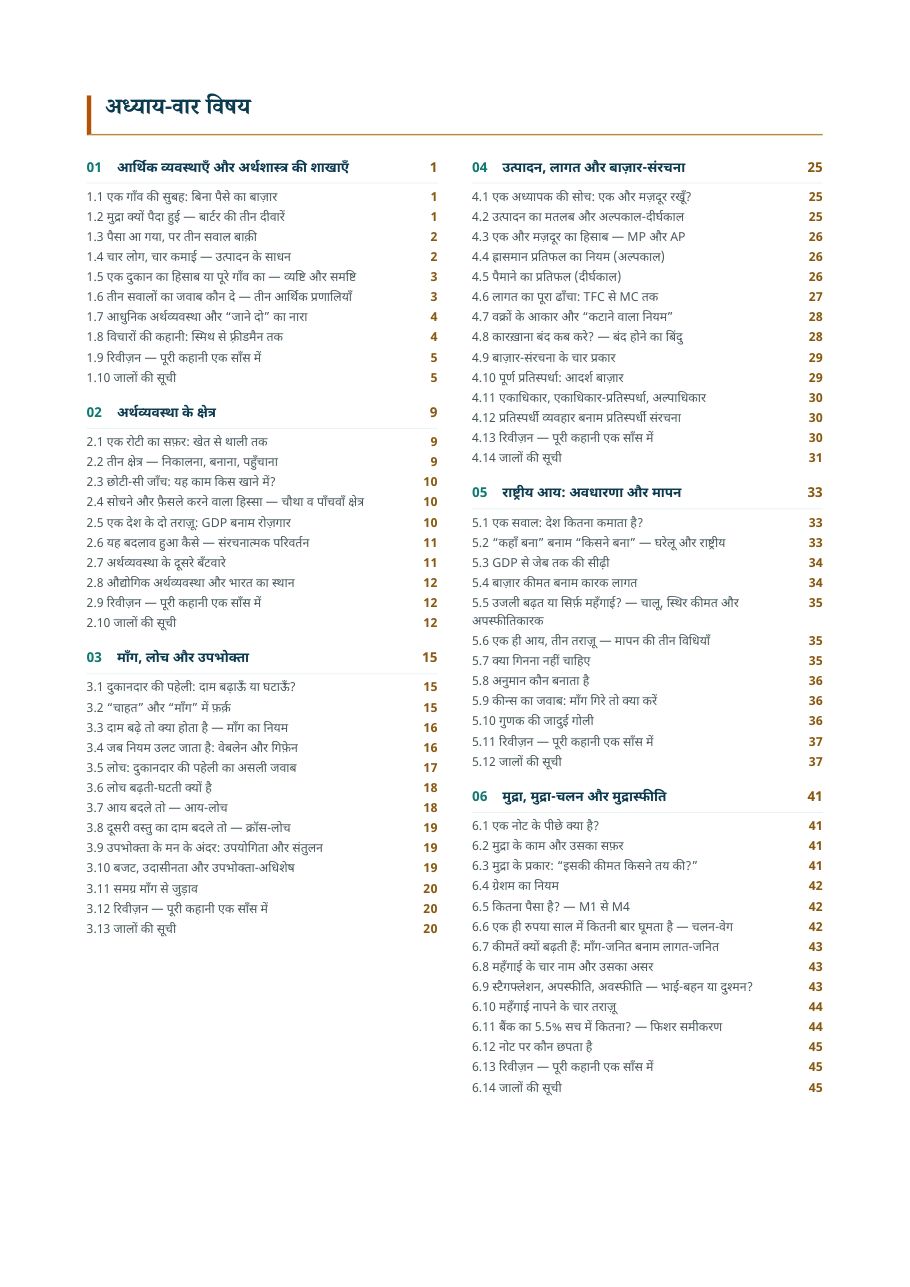 अध्याय-वार विषय
01 आर्थिक व्यवस्थाएँ और अर्थशास्त्र की शाखाएँ 1
1.1 एक गाँव की सुबह: बिना पैसे का बाज़ार 1
1.2 मुद्रा क्यों पैदा हुई — बार्टर की तीन दीवारें 1
1.3 पैसा आ गया, पर तीन सवाल बाक़ी 2
1.4 चार लोग, चार कमाई — उत्पादन के साधन 2
1.5 एक दुकान का हिसाब या पूरे गाँव का — व्यष्टि और समष्टि 3
1.6 तीन सवालों का जवाब कौन दे — तीन आर्थिक प्रणालियाँ 3
1.7 आधुनिक अर्थव्यवस्था और “जाने दो” का नारा 4
1.8 विचारों की कहानी: स्मिथ से फ़्रीडमैन तक 4
1.9 रिवीज़न — पूरी कहानी एक साँस में 5
1.10 जालों की सूची 5
02 अर्थव्यवस्था के क्षेत्र 9
2.1 एक रोटी का सफ़र: खेत से थाली तक 9
2.2 तीन क्षेत्र — निकालना, बनाना, पहुँचाना 9
2.3 छोटी-सी जाँच: यह काम किस खाने में? 10
2.4 सोचने और फ़ैसले करने वाला हिस्सा — चौथा व पाँचवाँ क्षेत्र 10
2.5 एक देश के दो तराज़ू: GDP बनाम रोज़गार 10
2.6 यह बदलाव हुआ कैसे — संरचनात्मक परिवर्तन 11
2.7 अर्थव्यवस्था के दूसरे बँटवारे 11
2.8 औद्योगिक अर्थव्यवस्था और भारत का स्थान 12
2.9 रिवीज़न — पूरी कहानी एक साँस में 12
2.10 जालों की सूची 12
03 माँग, लोच और उपभोक्ता 15
3.1 दुकानदार की पहेली: दाम बढ़ाऊँ या घटाऊँ? 15
3.2 “चाहत” और “माँग” में फ़र्क़ 15
3.3 दाम बढ़े तो क्या होता है — माँग का नियम 16
3.4 जब नियम उलट जाता है: वेबलेन और गिफ़ेन 16
3.5 लोच: दुकानदार की पहेली का असली जवाब 17
3.6 लोच बढ़ती-घटती क्यों है 18
3.7 आय बदले तो — आय-लोच 18
3.8 दूसरी वस्तु का दाम बदले तो — क्रॉस-लोच 19
3.9 उपभोक्ता के मन के अंदर: उपयोगिता और संतुलन 19
3.10 बजट, उदासीनता और उपभोक्ता-अधिशेष 19
3.11 समग्र माँग से जुड़ाव 20
3.12 रिवीज़न — पूरी कहानी एक साँस में 20
3.13 जालों की सूची 20
04 उत्पादन, लागत और बाज़ार-संरचना 25
4.1 एक अध्यापक की सोच: एक और मज़दूर रखूँ? 25
4.2 उत्पादन का मतलब और अल्पकाल-दीर्घकाल 25
4.3 एक और मज़दूर का हिसाब — MP और AP 26
4.4 ह्रासमान प्रतिफल का नियम (अल्पकाल) 26
4.5 पैमाने का प्रतिफल (दीर्घकाल) 26
4.6 लागत का पूरा ढाँचा: TFC से MC तक 27
4.7 वक्रों के आकार और “कटाने वाला नियम” 28
4.8 कारख़ाना बंद कब करे? — बंद होने का बिंदु 28
4.9 बाज़ार-संरचना के चार प्रकार 29
4.10 पूर्ण प्रतिस्पर्धा: आदर्श बाज़ार 29
4.11 एकाधिकार, एकाधिकार-प्रतिस्पर्धा, अल्पाधिकार 30
4.12 प्रतिस्पर्धी व्यवहार बनाम प्रतिस्पर्धी संरचना 30
4.13 रिवीज़न — पूरी कहानी एक साँस में 30
4.14 जालों की सूची 31
05 राष्ट्रीय आय: अवधारणा और मापन 33
5.1 एक सवाल: देश कितना कमाता है? 33
5.2 “कहाँ बना” बनाम “किसने बना” — घरेलू और राष्ट्रीय 33
5.3 GDP से जेब तक की सीढ़ी 34
5.4 बाज़ार कीमत बनाम कारक लागत 34
5.5 उजली बढ़त या सिर्फ़ महँगाई? — चालू, स्थिर कीमत और 35
अपस्फीतिकारक
5.6 एक ही आय, तीन तराज़ू — मापन की तीन विधियाँ 35
5.7 क्या गिनना नहीं चाहिए 35
5.8 अनुमान कौन बनाता है 36
5.9 कीन्स का जवाब: माँग गिरे तो क्या करें 36
5.10 गुणक की जादुई गोली 36
5.11 रिवीज़न — पूरी कहानी एक साँस में 37
5.12 जालों की सूची 37
06 मुद्रा, मुद्रा-चलन और मुद्रास्फीति 41
6.1 एक नोट के पीछे क्या है? 41
6.2 मुद्रा के काम और उसका सफ़र 41
6.3 मुद्रा के प्रकार: “इसकी कीमत किसने तय की?” 41
6.4 ग्रेशम का नियम 42
6.5 कितना पैसा है? — M1 से M4 42
6.6 एक ही रुपया साल में कितनी बार घूमता है — चलन-वेग 42
6.7 कीमतें क्यों बढ़ती हैं: माँग-जनित बनाम लागत-जनित 43
6.8 महँगाई के चार नाम और उसका असर 43
6.9 स्टैगफ्लेशन, अपस्फीति, अवस्फीति — भाई-बहन या दुश्मन? 43
6.10 महँगाई नापने के चार तराज़ू 44
6.11 बैंक का 5.5% सच में कितना? — फिशर समीकरण 44
6.12 नोट पर कौन छपता है 45
6.13 रिवीज़न — पूरी कहानी एक साँस में 45
6.14 जालों की सूची 45